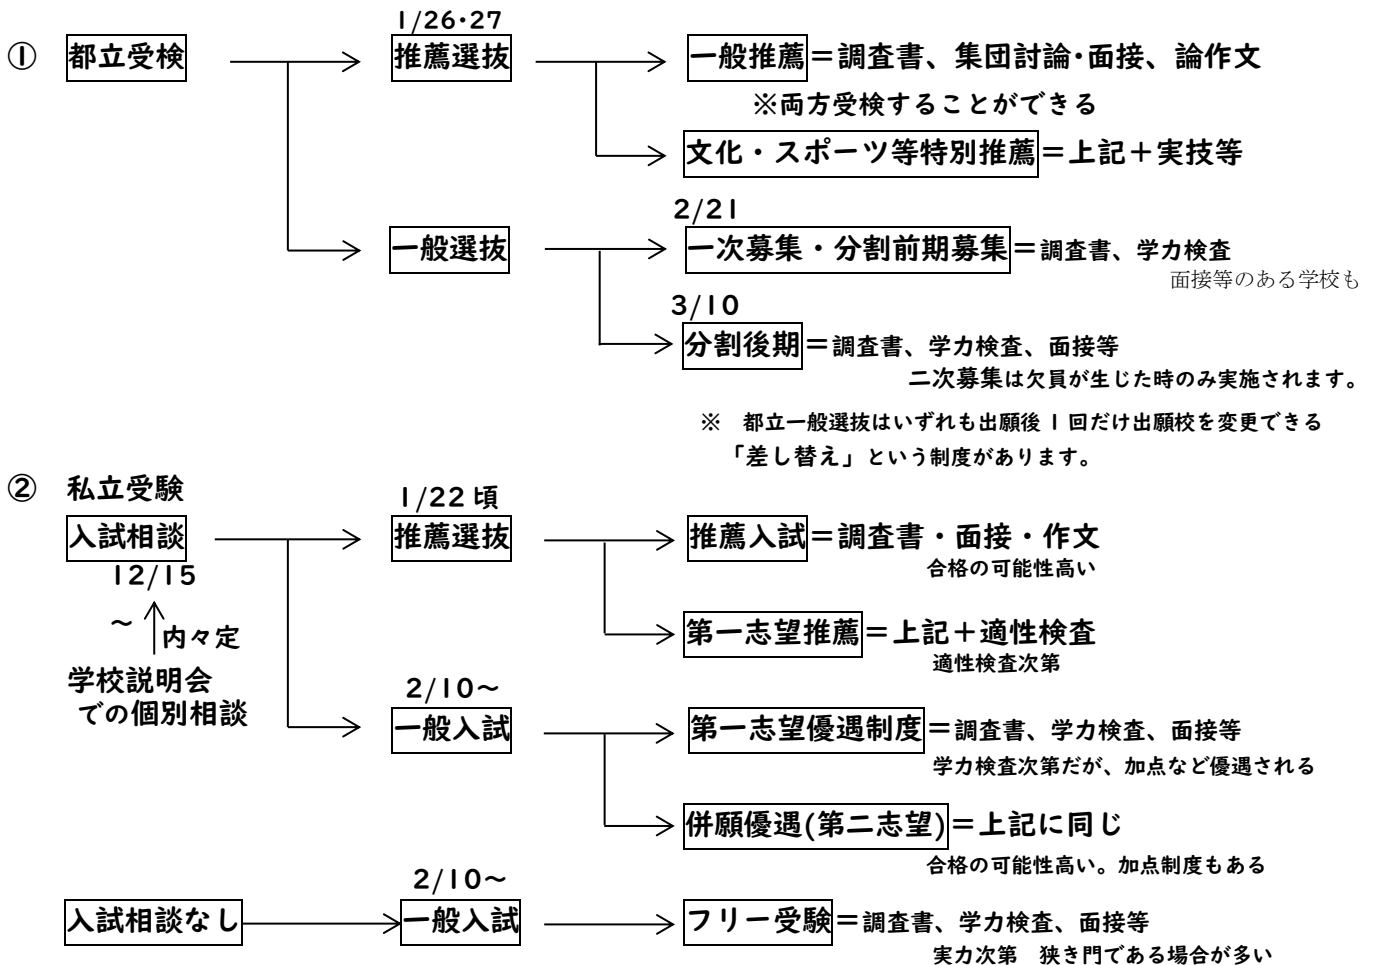 1/26・27
① 都立受検 推薦選抜 一般推薦＝調査書、集団討論・面接、論作文
※両方受検することができる
文化・スポーツ等特別推薦＝上記＋実技等
2/21
一般選抜 一次募集・分割前期募集＝調査書、学力検査
面接等のある学校も
3/10
分割後期＝調査書、学力検査、面接等
二次募集は欠員が生じた時のみ実施されます。
※　都立一般選抜はいずれも出願後1回だけ出願校を変更できる
「差し替え」という制度があります。
② 私立受験
1/22頃
入試相談 推薦選抜 推薦入試＝調査書・面接・作文
12/15 合格の可能性高い
～
内々定 第一志望推薦＝上記＋適性検査
適性検査次第
学校説明会
での個別相談
2/10～
一般入試 第一志望優遇制度＝調査書、学力検査、面接等
学力検査次第だが、加点など優遇される
併願優遇(第二志望)＝上記に同じ
合格の可能性高い。加点制度もある
2/10～
入試相談なし 一般入試 フリー受験＝調査書、学力検査、面接等
実力次第　狭き門である場合が多い